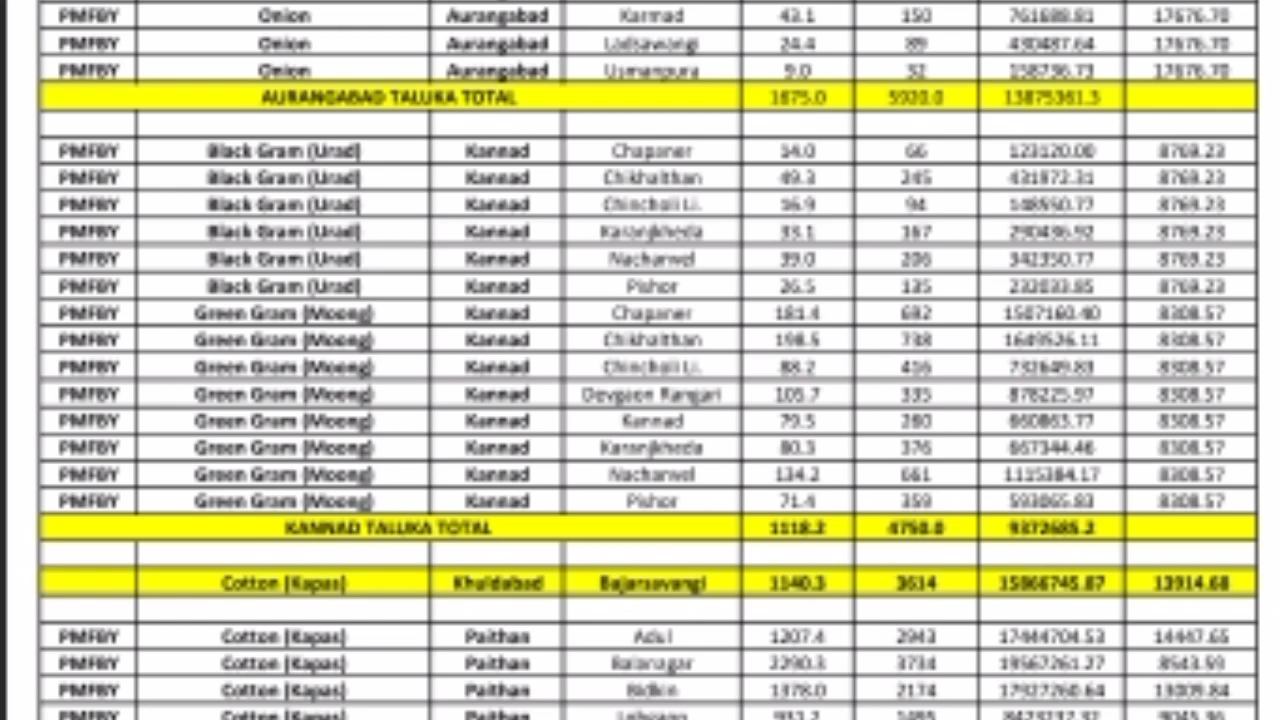 PMFBY Onion Aurangabad Karmad 43.1 150 761688.81 17676.70
PMFBY Onion Aurangabad Ladsawangi 24.4 89 430487.64 17676.70
PMFBY Onion Aurangabad Usmanpura 9.0 32 158736.73 17676.70
AURANGABAD TALUKA TOTAL 1675.0 5920.0 13875361.3
PMFBY Black Gram (Urad) Kannad Chapaner 14.0 66 123120.00 8769.23
PMFBY Black Gram (Urad) Kannad Chikhalthan 49.3 245 431972.31 8769.23
PMFBY Black Gram (Urad) Kannad Chincholi Li. 16.9 94 148550.77 8769.23
PMFBY Black Gram (Urad) Kannad Karanjkheda 33.1 167 290436.92 8769.23
PMFBY Black Gram (Urad) Kannad Nacharwel 39.0 206 342350.77 8769.23
PMFBY Black Gram (Urad) Kannad Pishor 26.5 135 232033.85 8769.23
PMFBY Green Gram (Moong) Kannad Chapaner 181.4 692 1507160.40 8308.57
PMFBY Green Gram (Moong) Kannad Chikhalthan 198.5 738 1649526.11 8308.57
PMFBY Green Gram (Moong) Kannad Chincholi Li. 88.2 416 732649.83 8308.57
PMFBY Green Gram (Moong) Kannad Devgaon Rangari 105.7 335 878225.97 8308.57
PMFBY Green Gram (Moong) Kannad Kannad 79.5 280 660863.77 8308.57
PMFBY Green Gram (Moong) Kannad Karanjkheda 80.3 376 667344.46 8308.57
PMFBY Green Gram (Moong) Kannad Nacharwel 134.2 661 1115384.17 8308.57
PMFBY Green Gram (Moong) Kannad Pishor 71.4 359 593065.83 8308.57
KANNAD TALUKA TOTAL 1118.2 4750.0 9372685.2
Cotton (Kapas) Khuldabad Bajarsavangi 1140.3 3614 15866745.87 13914.68
PMFBY Cotton (Kapas) Paithan Adul 1207.4 2943 17444704.53 14447.65
PMFBY Cotton (Kapas) Paithan Balanagar 2290.3 3734 19567261.27 8543.59
PMFBY Cotton (Kapas) Paithan Bidkin 1378.0 2174 17927260.64 13009.84
PMFBY Cotton (Kapas) Paithan